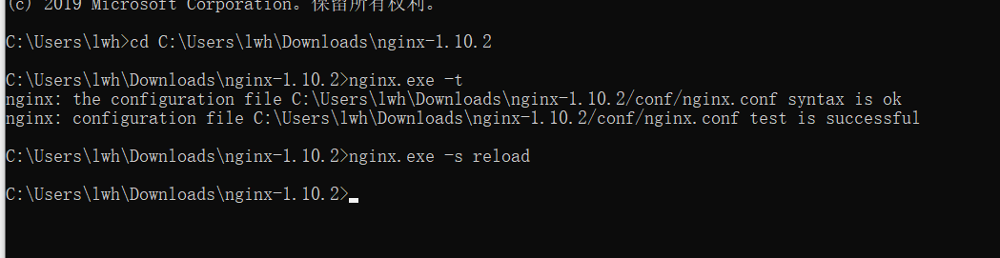 (c) 2019 Microsoft Corporation。保留所有权利。
C:\Users\lwh>cd C:\Users\lwh\Downloads\nginx-1.10.2
C:\Users\lwh\Downloads\nginx-1.10.2>nginx.exe -t
nginx: the configuration file C:\Users\lwh\Downloads\nginx-1.10.2/conf/nginx.conf syntax is ok
nginx: configuration file C:\Users\lwh\Downloads\nginx-1.10.2/conf/nginx.conf test is successful
C:\Users\lwh\Downloads\nginx-1.10.2>nginx.exe -s reload
C:\Users\lwh\Downloads\nginx-1.10.2>